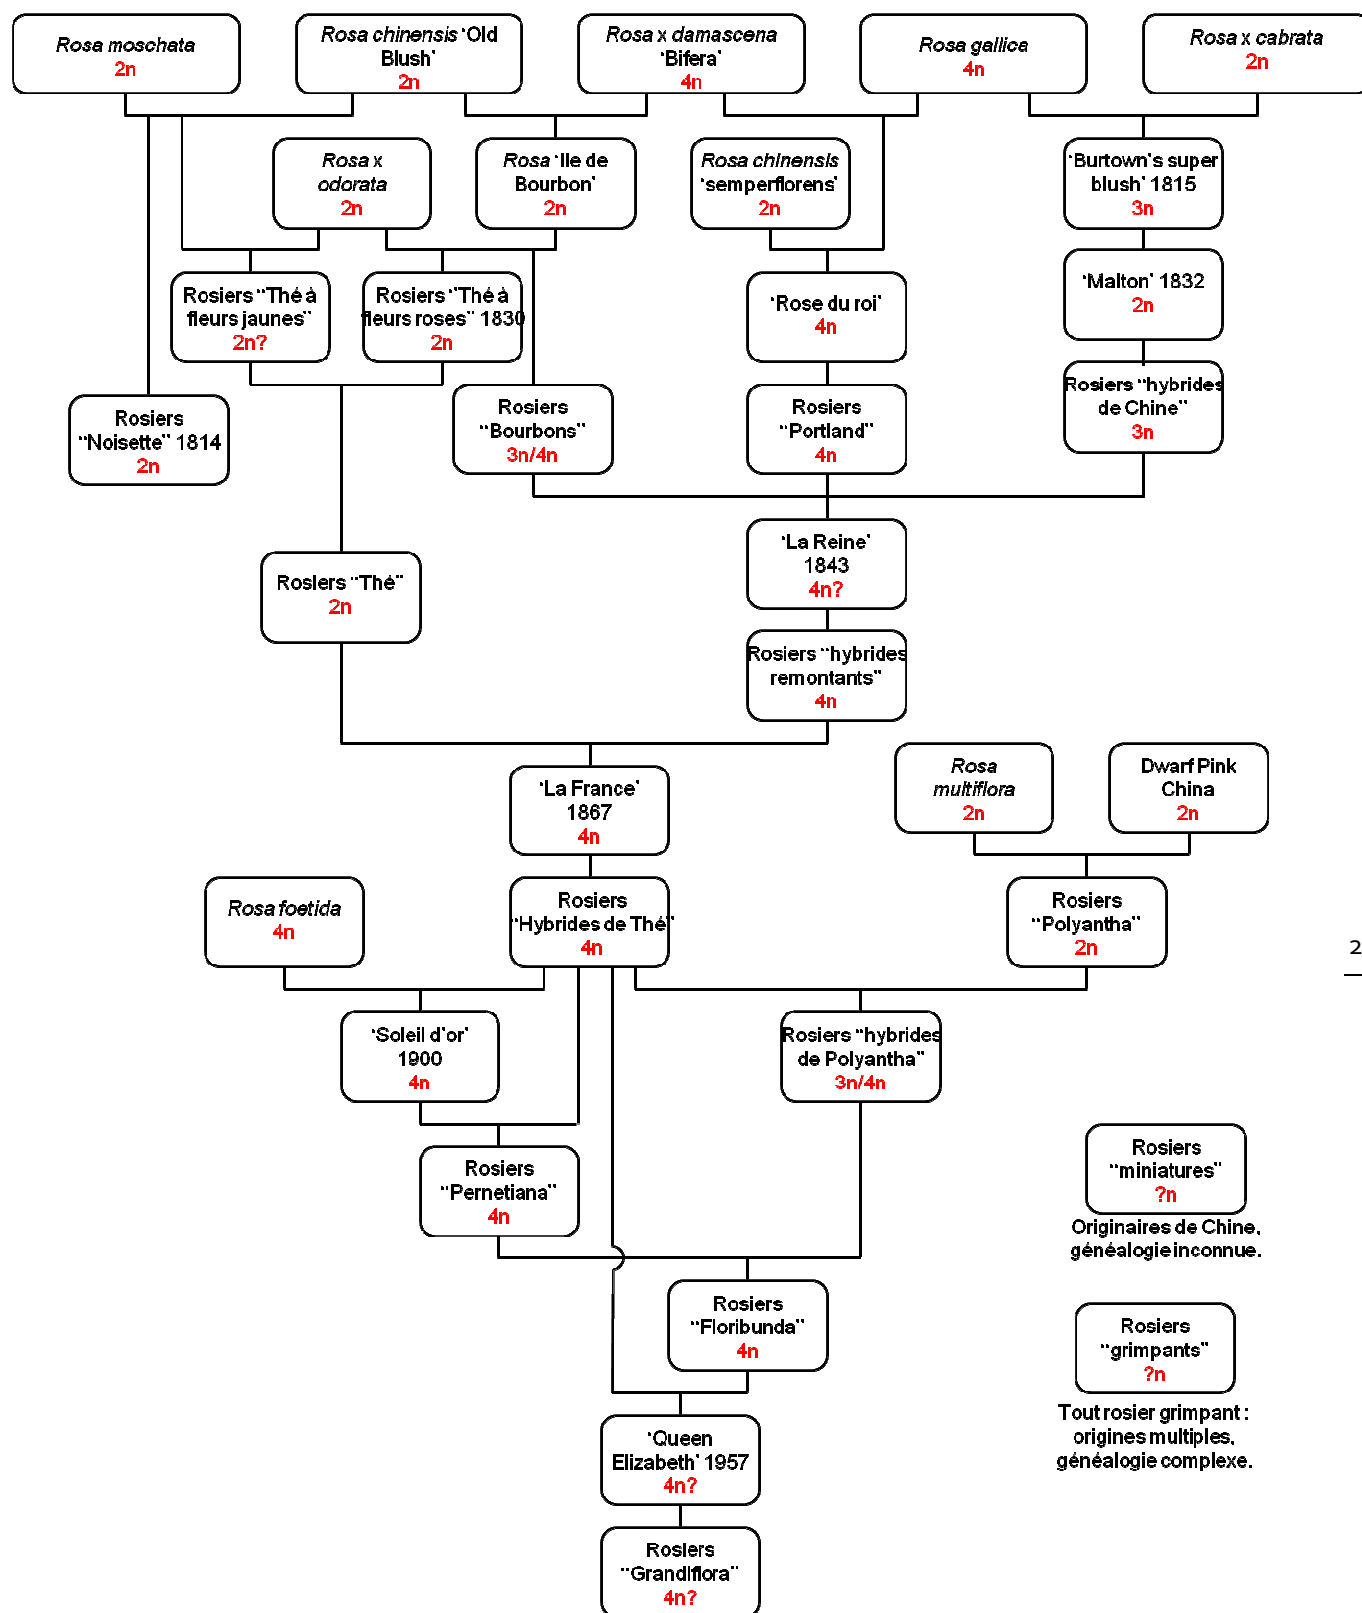 Rosa moschata
2n
Rosa chinensis ‘Old
Blush’
2n
Rosa x damascena
‘Bifera’
4n
Rosa gallica
4n
Rosa x cabrata
2n
Rosa x
odorata
2n
Rosa ‘Ile de
Bourbon’
2n
Rosa chinensis
‘semperflorens’
2n
‘Burtown’s super
blush’ 1815
3n
Rosiers “Thé à
fleurs jaunes”
2n?
Rosiers “Thé à
fleurs roses” 1830
2n
‘Rose du roi’
4n
‘Malton’ 1832
2n
Rosiers
“Noisette” 1814
2n
Rosiers
“Bourbons”
3n/4n
Rosiers
“Portland”
4n
Rosiers “hybrides
de Chine”
3n
Rosiers “Thé”
2n
‘La Reine’
1843
4n?
Rosiers “hybrides
remontants”
4n
‘La France’
1867
4n
Rosa
multiflora
2n
Dwarf Pink
China
2n
Rosa foetida
4n
Rosiers
“Hybrides de Thé”
4n
Rosiers
“Polyantha”
2n
2
‘Soleil d’or’
1900
4n
Rosiers “hybrides
de Polyantha”
3n/4n
Rosiers
“Pernetiana”
4n
Rosiers
“miniatures”
?n
Originaires de Chine,
généalogie inconnue.
Rosiers
“Floribunda”
4n
Rosiers
“grimpants”
?n
Tout rosier grimpant :
origines multiples,
généalogie complexe.
‘Queen
Elizabeth’ 1957
4n?
Rosiers
“Grandiflora”
4n?